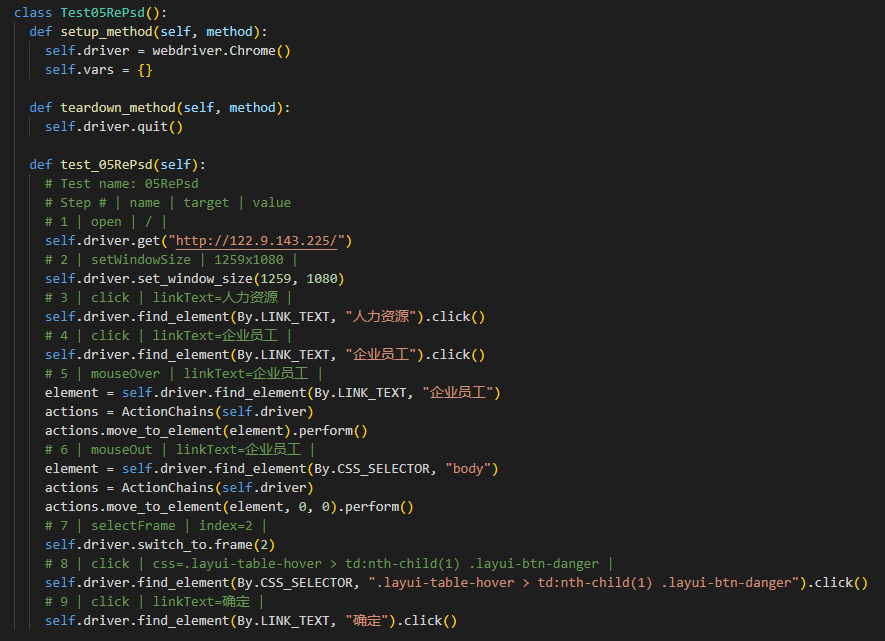 class Test05RePsd():
def setup_method(self, method):
self.driver = webdriver.Chrome()
self.vars = {}
def teardown_method(self, method):
self.driver.quit()
def test_05RePsd(self):
# Test name: 05RePsd
# Step # | name | target | value
# 1 | open | / |
self.driver.get("http://122.9.143.225/")
# 2 | setWindowSize | 1259x1080 |
self.driver.set_window_size(1259, 1080)
# 3 | click | linkText=人力资源 |
self.driver.find_element(By.LINK_TEXT, "人力资源").click()
# 4 | click | linkText=企业员工 |
self.driver.find_element(By.LINK_TEXT, "企业员工").click()
# 5 | mouseOver | linkText=企业员工 |
element = self.driver.find_element(By.LINK_TEXT, "企业员工")
actions = ActionChains(self.driver)
actions.move_to_element(element).perform()
# 6 | mouseOut | linkText=企业员工 |
element = self.driver.find_element(By.CSS_SELECTOR, "body")
actions = ActionChains(self.driver)
actions.move_to_element(element, 0, 0).perform()
# 7 | selectFrame | index=2 |
self.driver.switch_to.frame(2)
# 8 | click | css=.layui-table-hover > td:nth-child(1) .layui-btn-danger |
self.driver.find_element(By.CSS_SELECTOR, ".layui-table-hover > td:nth-child(1) .layui-btn-danger").click()
# 9 | click | linkText=确定 |
self.driver.find_element(By.LINK_TEXT, "确定").click()